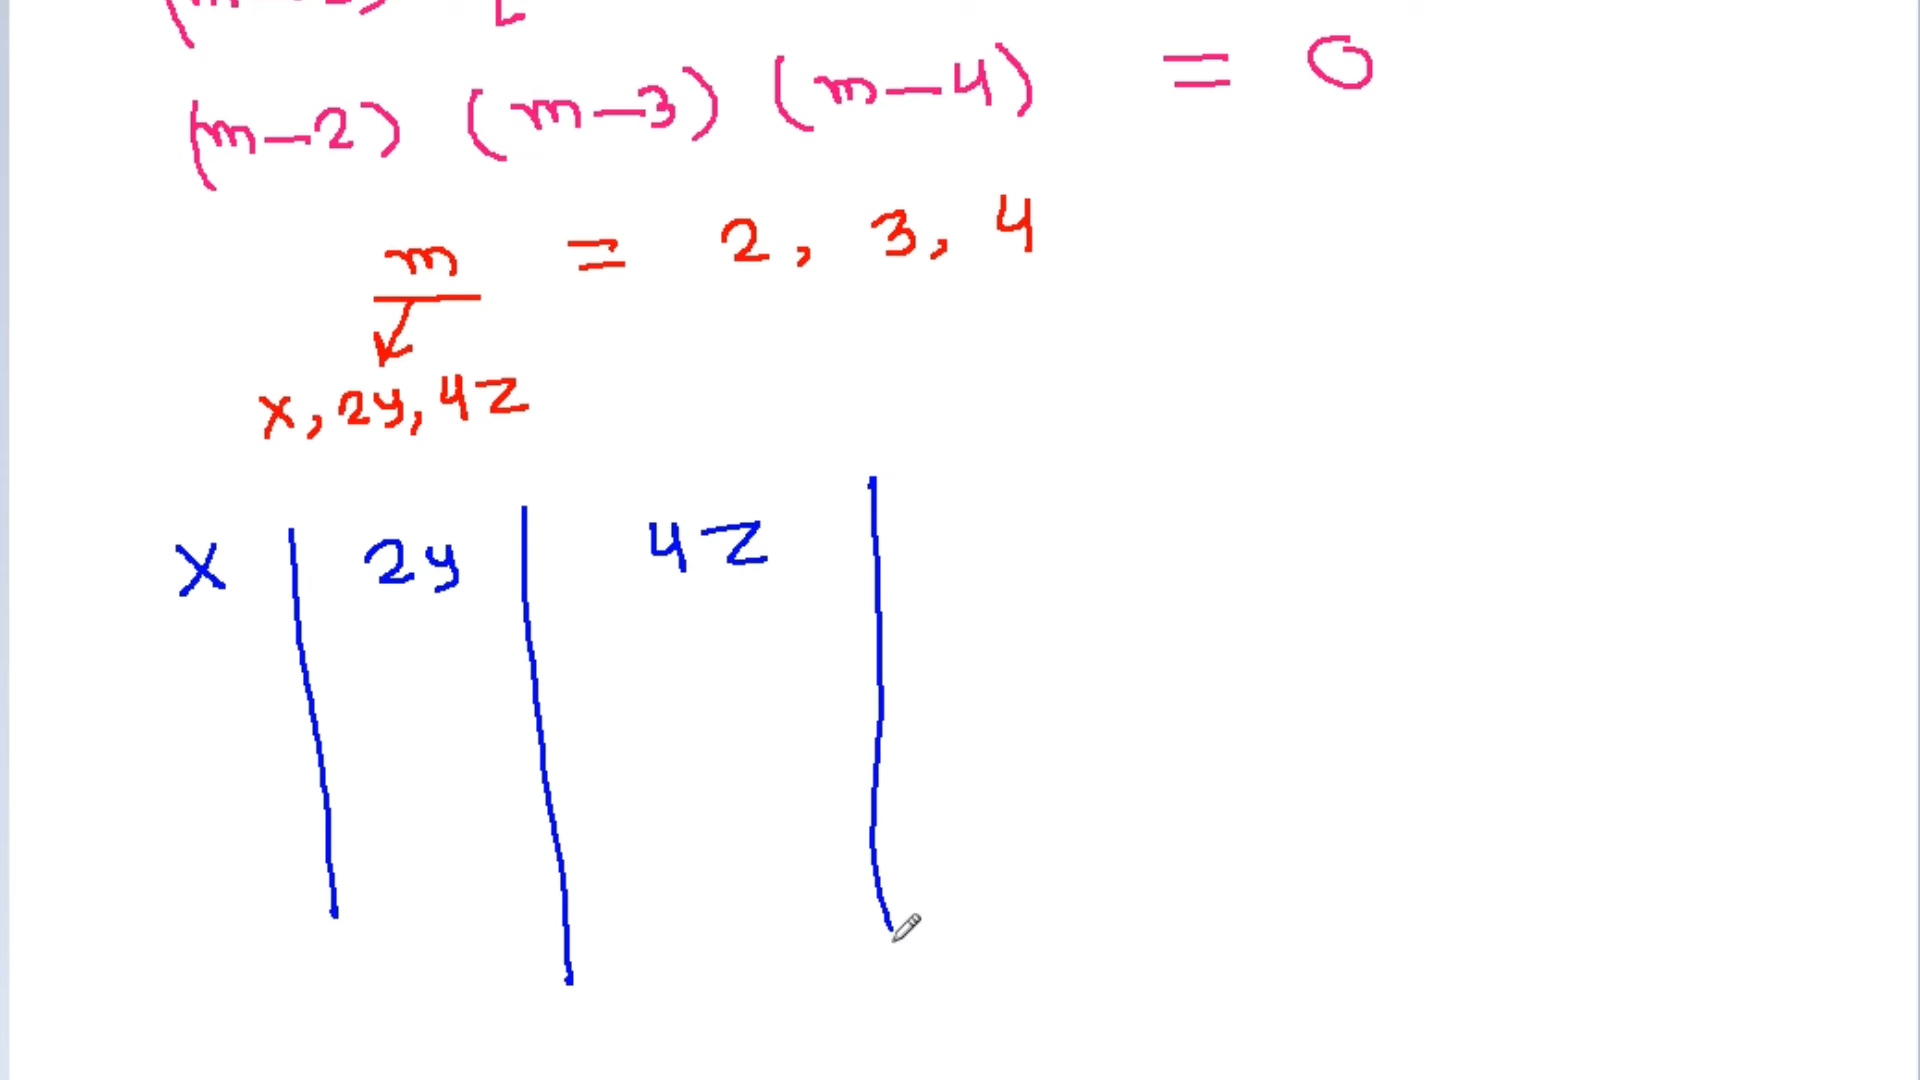 (m-2) (m-3) (m-4) = 0
m = 2, 3, 4
x, 2y, 4z
x | 2y | 4z |